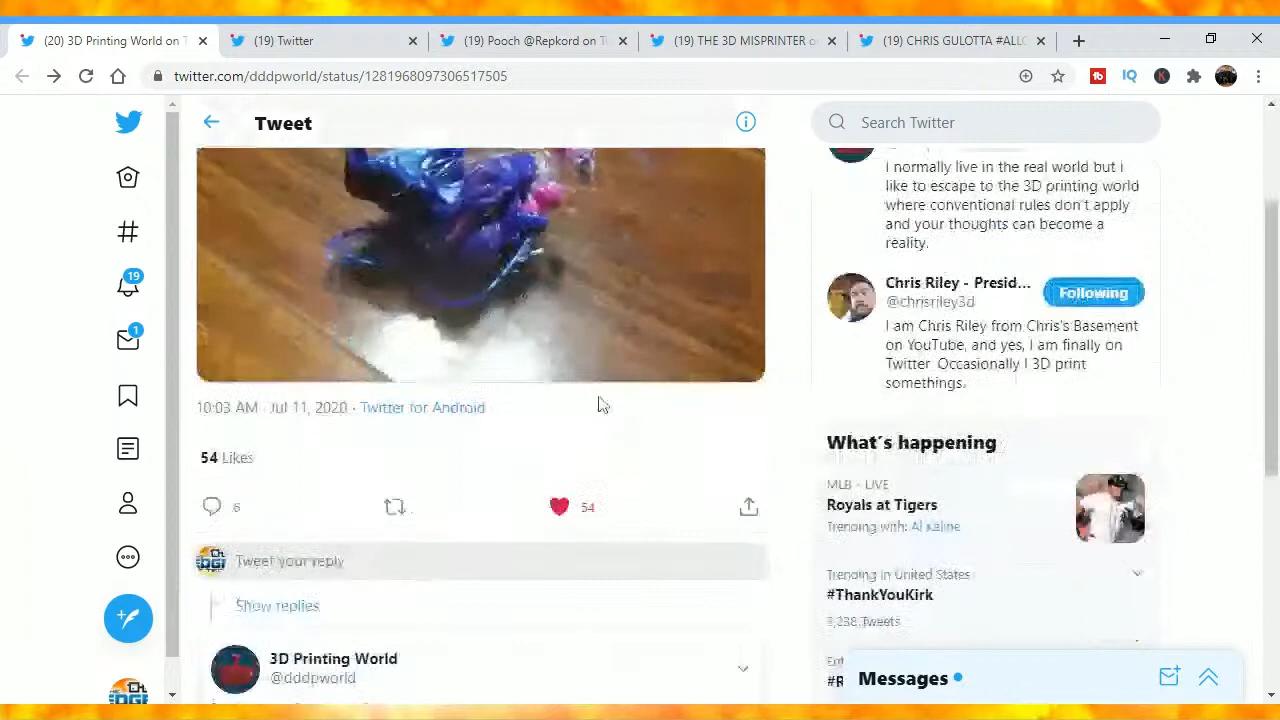 (20) 3D Printing World on T
(19) Twitter
(19) Pooch @Repkord on Tw
(19) THE 3D MISPRINTER o
(19) CHRIS GULOTTA #ALLO
twitter.com/dddpworld/status/1281968007306517505
Tweet
Search Twitter
I normally live in the real world but i
like to escape to the 3D printing world
where conventional rules don't apply
and your thoughts can become a
reality.
Chris Riley - Presid...
@chrisriley3d
Following
I am Chris Riley from Chris's Basement
on YouTube, and yes, I am finally on
Twitter. Occasionally I 3D print
somethings.
10:03 AM · Jul 11, 2020 · Twitter for Android
54 Likes
6
54
Tweet your reply
Show replies
3D Printing World
@dddpworld
What's happening
MLB · LIVE
Royals at Tigers
Trending with: Al Kaline
Trending in United States
#ThankYouKirk
Messages
19
1